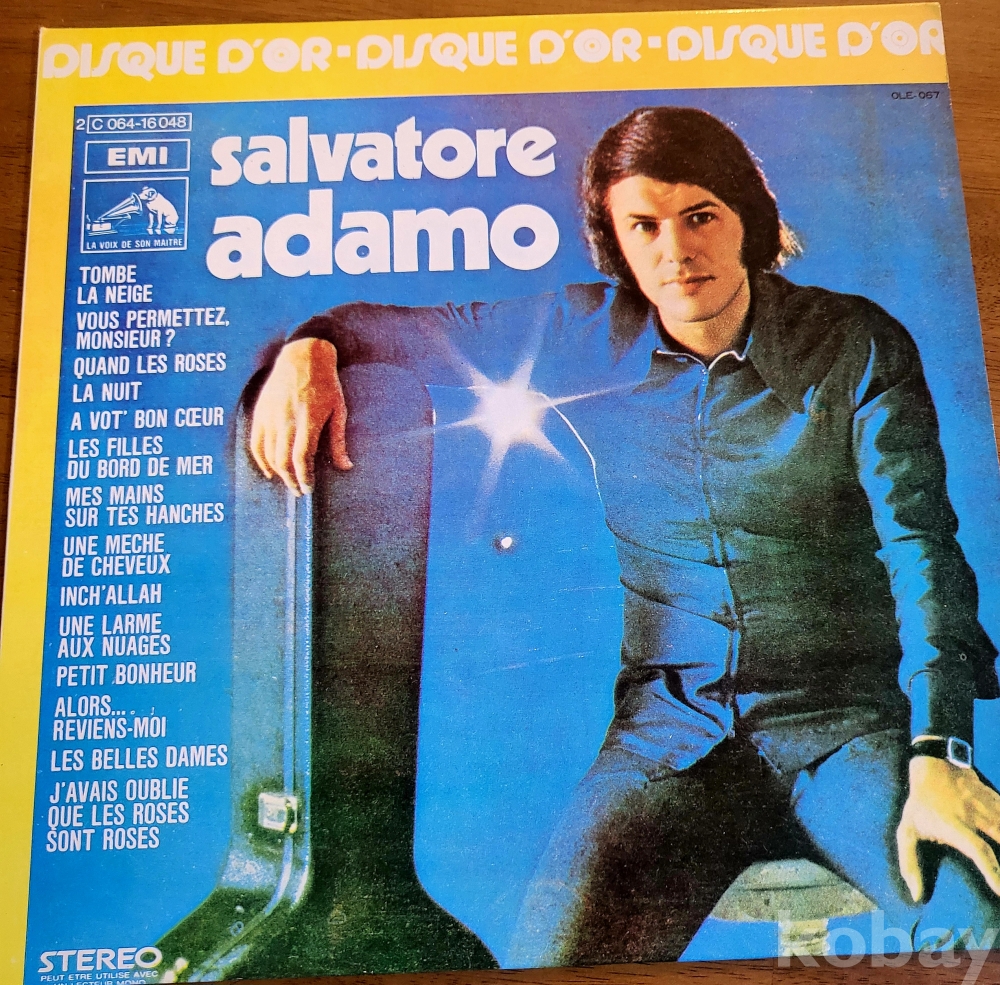 DISQUE D'OR-DISQUE D'OR-DISQUE D'OR
OLE-067
2 C 064-16048
EMI
LA VOIX DE SON MAITRE
salvatore
adamo
TOMBE
LA NEIGE
VOUS PERMETTEZ,
MONSIEUR ?
QUAND LES ROSES
LA NUIT
A VOT' BON CŒUR
LES FILLES
DU BORD DE MER
MES MAINS
SUR TES HANCHES
UNE MECHE
DE CHEVEUX
INCH'ALLAH
UNE LARME
AUX NUAGES
PETIT BONHEUR
ALORS...
REVIENS-MOI
LES BELLES DAMES
J'AVAIS OUBLIE
QUE LES ROSES
SONT ROSES
STEREO
PEUT ETRE UTILISE AVEC
UN LECTEUR MONO
kobay